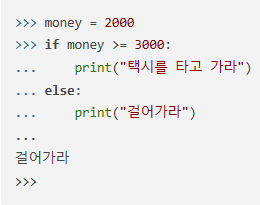 >>> money = 2000
>>> if money >= 3000:
...     print("택시를 타고 가라")
... else:
...     print("걸어가라")
...
걸어가라
>>>